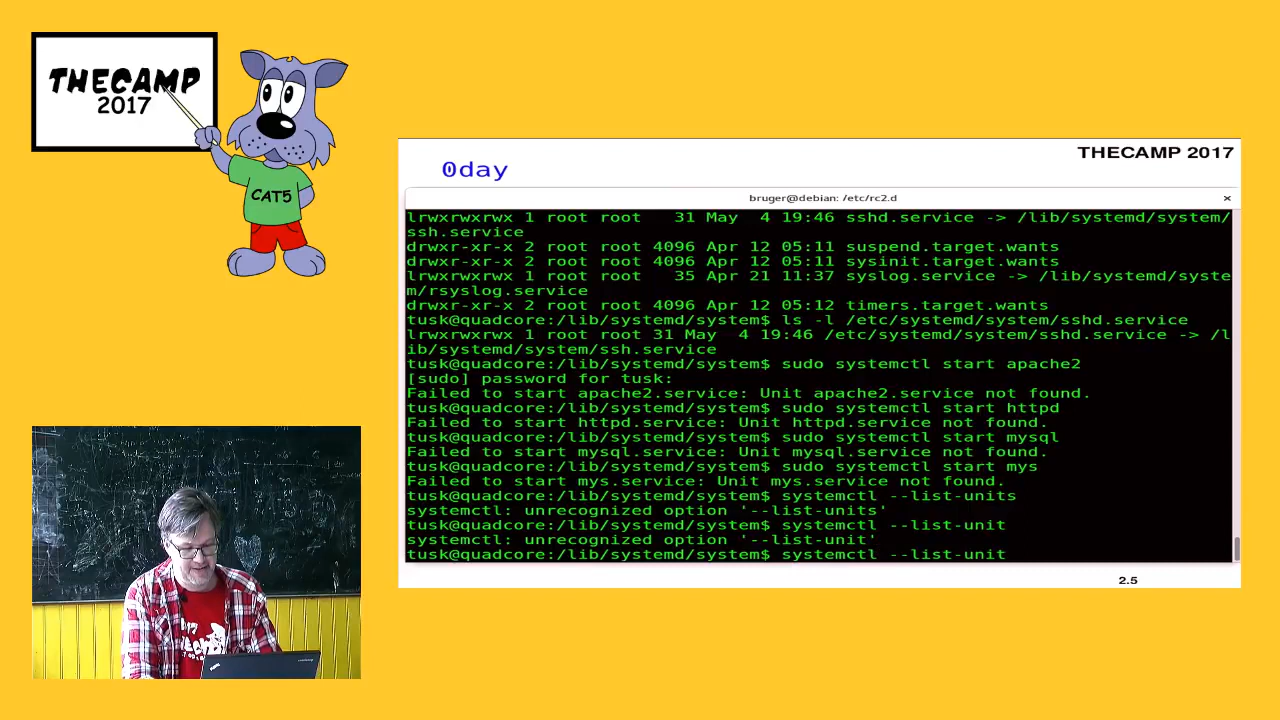 THECAMP
2017
CAT5
THECAMP 2017
0day
bruger@debian: /etc/rc2.d
×
lrwxrwxrwx 1 root root   31 May  4 19:46 sshd.service -> /lib/systemd/system/
ssh.service
drwxr-xr-x 2 root root 4096 Apr 12 05:11 suspend.target.wants
drwxr-xr-x 2 root root 4096 Apr 12 05:11 sysinit.target.wants
lrwxrwxrwx 1 root root   35 Apr 21 11:37 syslog.service -> /lib/systemd/syste
m/rsyslog.service
drwxr-xr-x 2 root root 4096 Apr 12 05:12 timers.target.wants
tusk@quadcore:/lib/systemd/system$ ls -l /etc/systemd/system/sshd.service
lrwxrwxrwx 1 root root 31 May  4 19:46 /etc/systemd/system/sshd.service -> /l
ib/systemd/system/ssh.service
tusk@quadcore:/lib/systemd/system$ sudo systemctl start apache2
[sudo] password for tusk:
Failed to start apache2.service: Unit apache2.service not found.
tusk@quadcore:/lib/systemd/system$ sudo systemctl start httpd
Failed to start httpd.service: Unit httpd.service not found.
tusk@quadcore:/lib/systemd/system$ sudo systemctl start mysql
Failed to start mysql.service: Unit mysql.service not found.
tusk@quadcore:/lib/systemd/system$ sudo systemctl start mys
Failed to start mys.service: Unit mys.service not found.
tusk@quadcore:/lib/systemd/system$ systemctl --list-units
systemctl: unrecognized option '--list-units'
tusk@quadcore:/lib/systemd/system$ systemctl --list-unit
systemctl: unrecognized option '--list-unit'
tusk@quadcore:/lib/systemd/system$ systemctl --list-unit
2.5